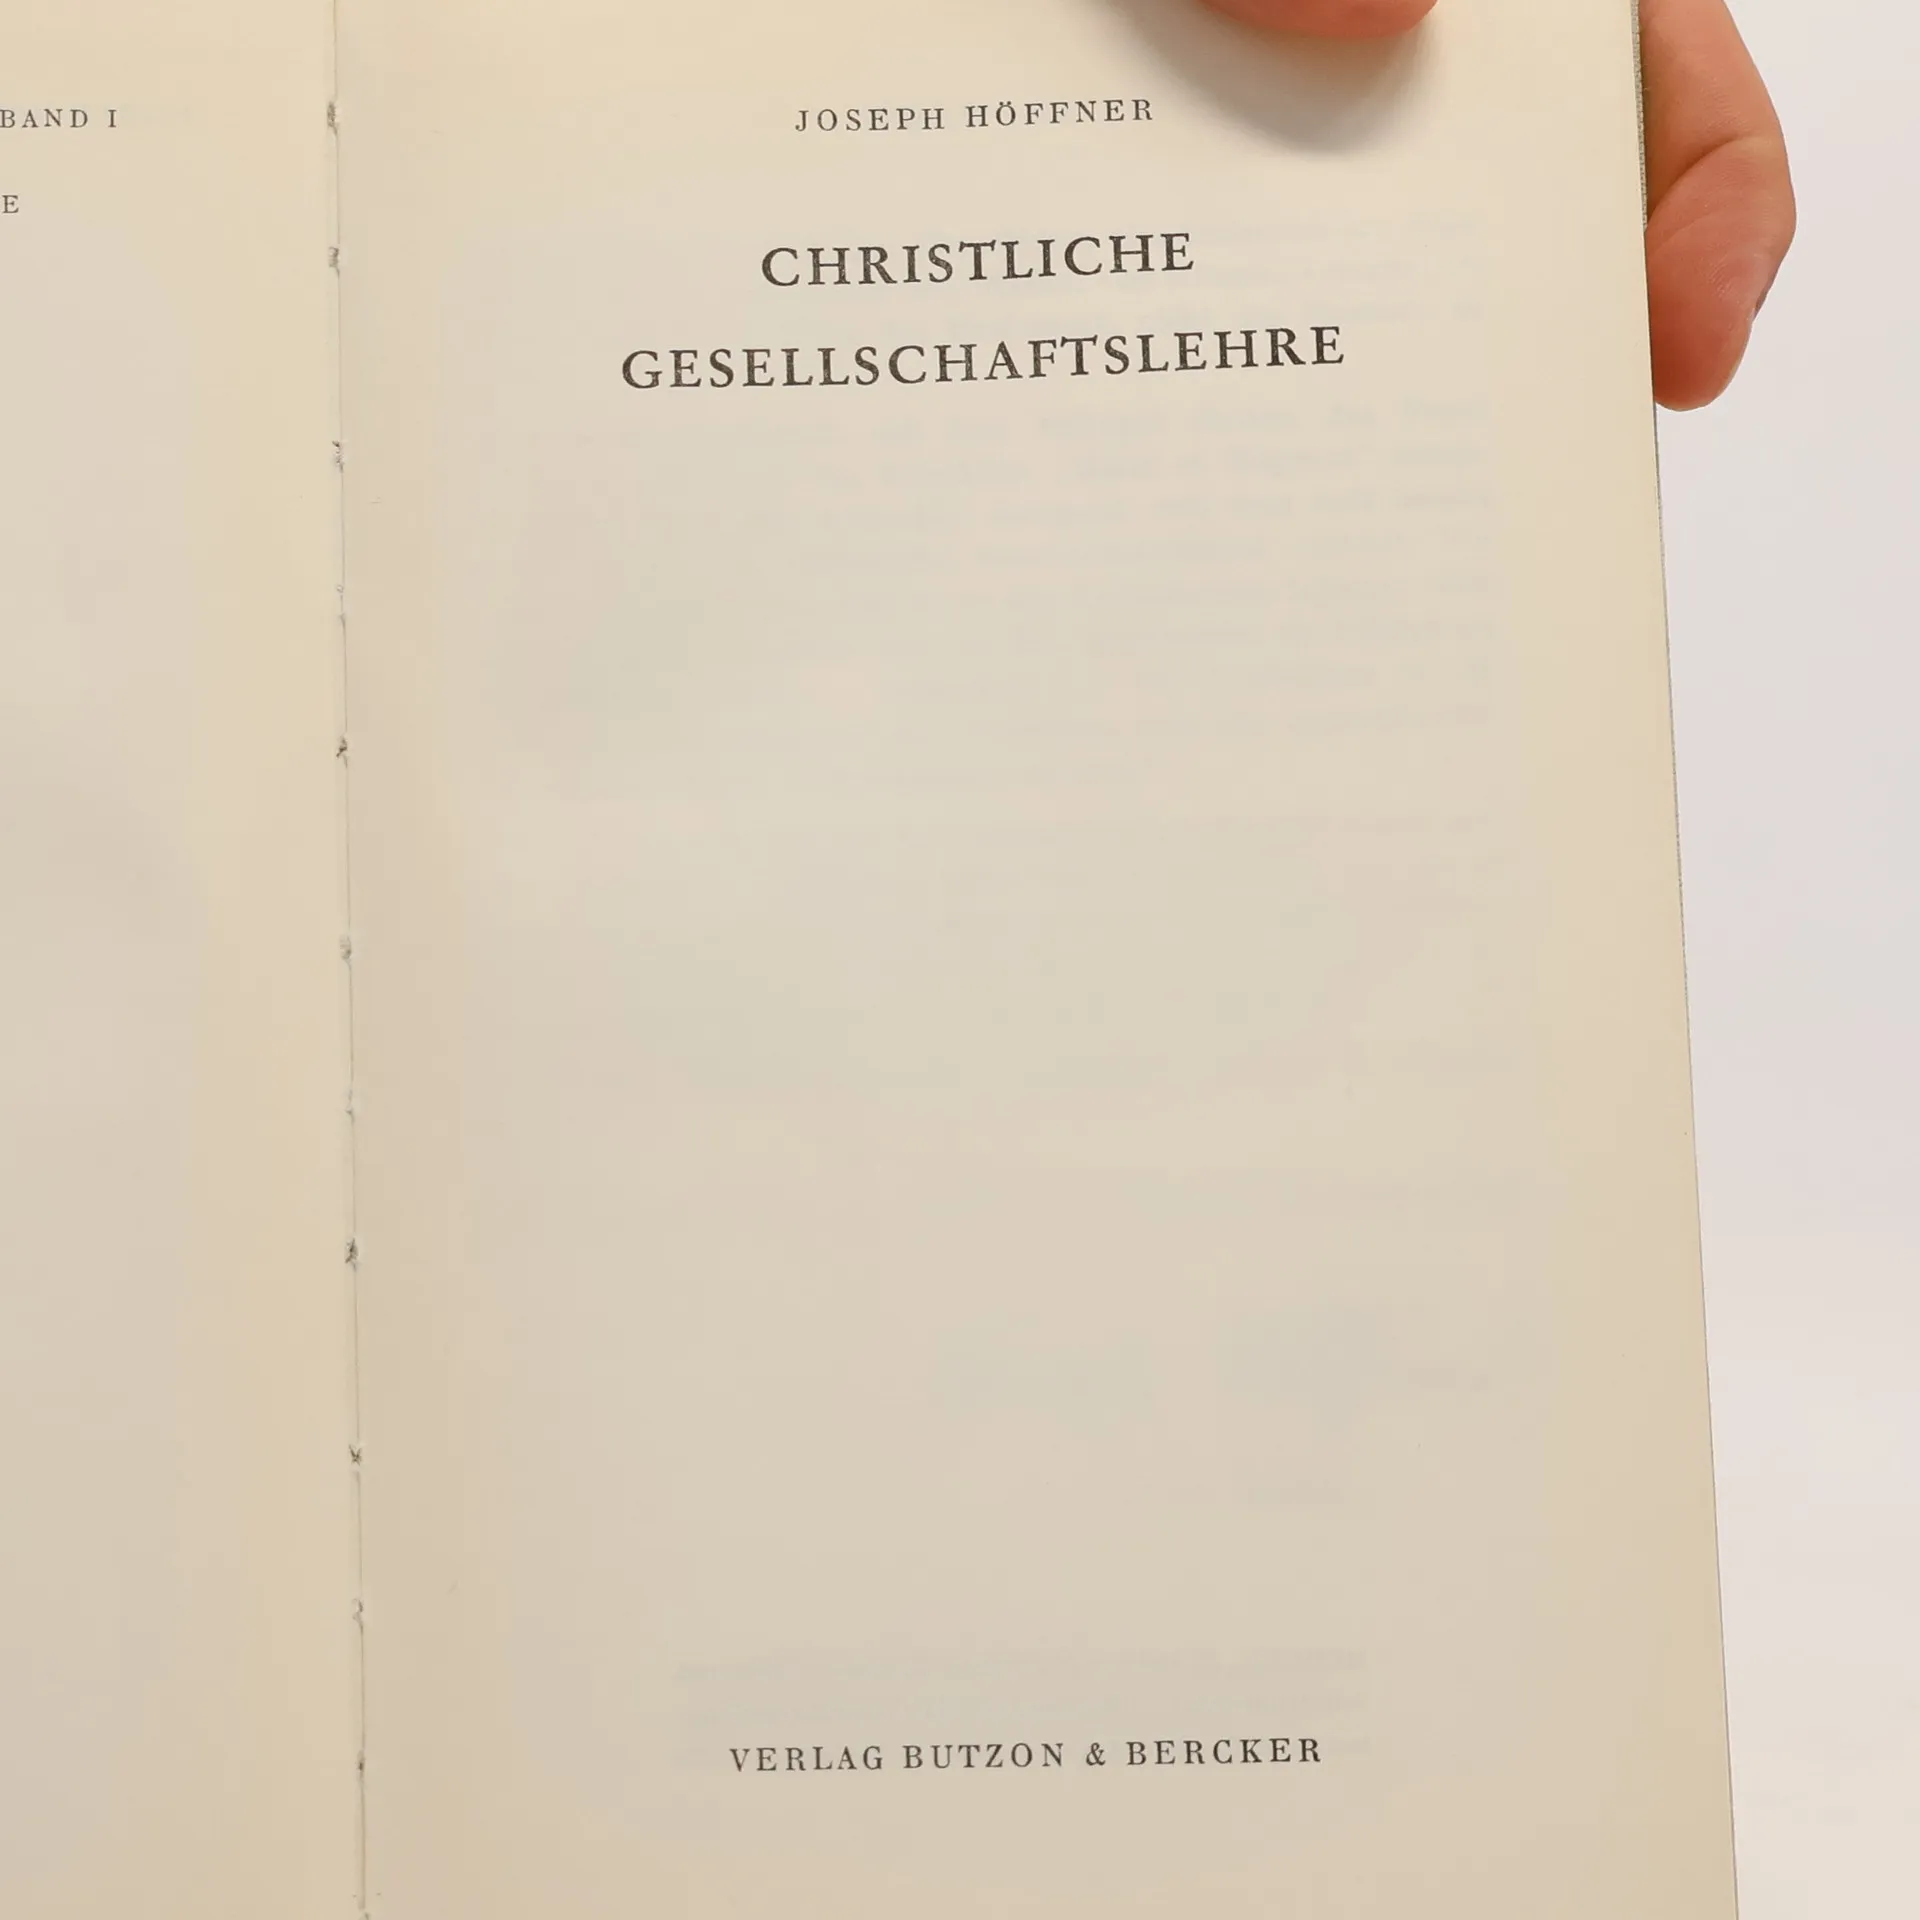 BAND I
E
JOSEPH HÖFFNER
CHRISTLICHE
GESELLSCHAFTSLEHRE
VERLAG BUTZON & BERCKER